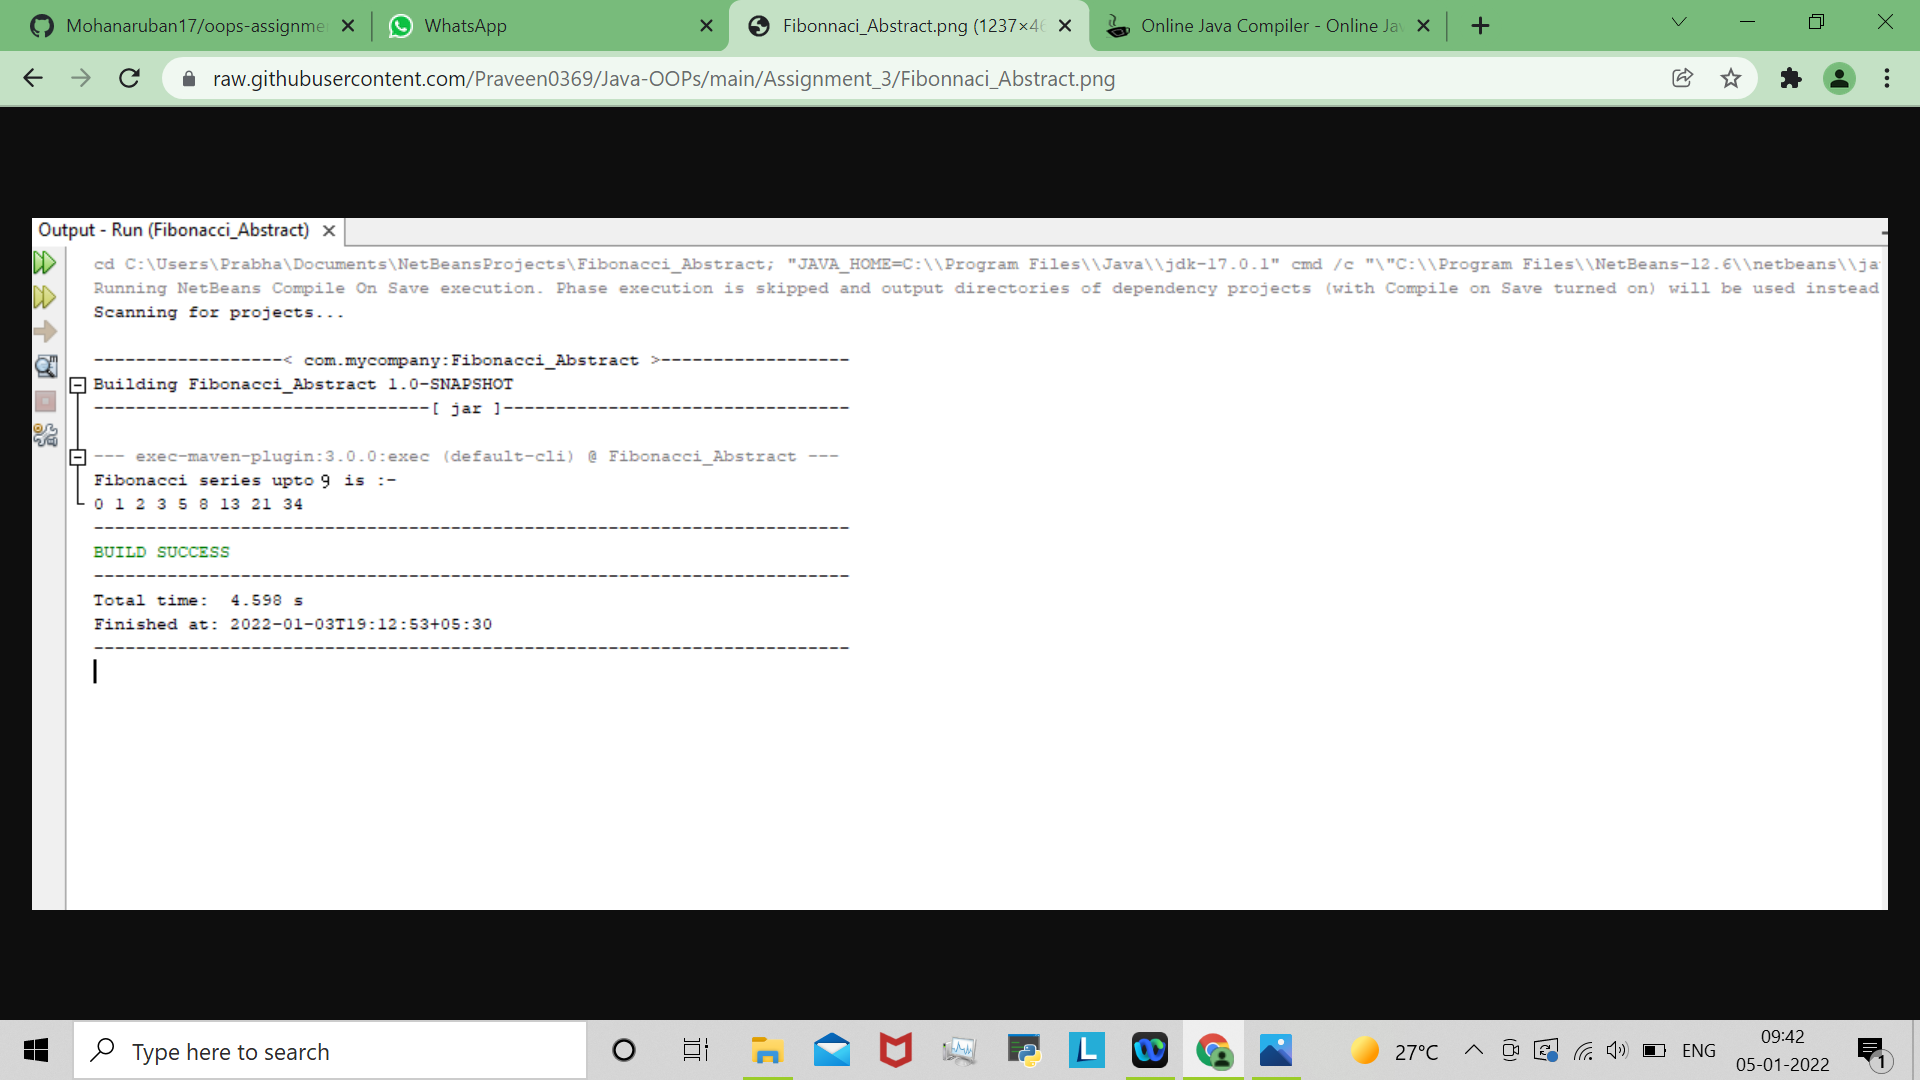 Mohanaruban17/oops-assignme
WhatsApp
Fibonnaci_Abstract.png (1237×46
Online Java Compiler - Online Jav
raw.githubusercontent.com/Praveen0369/Java-OOPs/main/Assignment_3/Fibonnaci_Abstract.png
Output - Run (Fibonacci_Abstract)
cd C:\Users\Prabha\Documents\NetBeansProjects\Fibonacci_Abstract; "JAVA_HOME=C:\\Program Files\\Java\\jdk-17.0.1" cmd /c "\"C:\\Program Files\\NetBeans-12.6\\netbeans\\ja
Running NetBeans Compile On Save execution. Phase execution is skipped and output directories of dependency projects (with Compile on Save turned on) will be used instead
Scanning for projects...
------------------< com.mycompany:Fibonacci_Abstract >------------------
Building Fibonacci_Abstract 1.0-SNAPSHOT
--------------------------------[ jar ]---------------------------------
--- exec-maven-plugin:3.0.0:exec (default-cli) @ Fibonacci_Abstract ---
Fibonacci series upto 9 is :-
0 1 2 3 5 8 13 21 34
------------------------------------------------------------------------
BUILD SUCCESS
------------------------------------------------------------------------
Total time:  4.598 s
Finished at: 2022-01-03T19:12:53+05:30
------------------------------------------------------------------------
Type here to search
27°C
ENG
09:42
05-01-2022
1